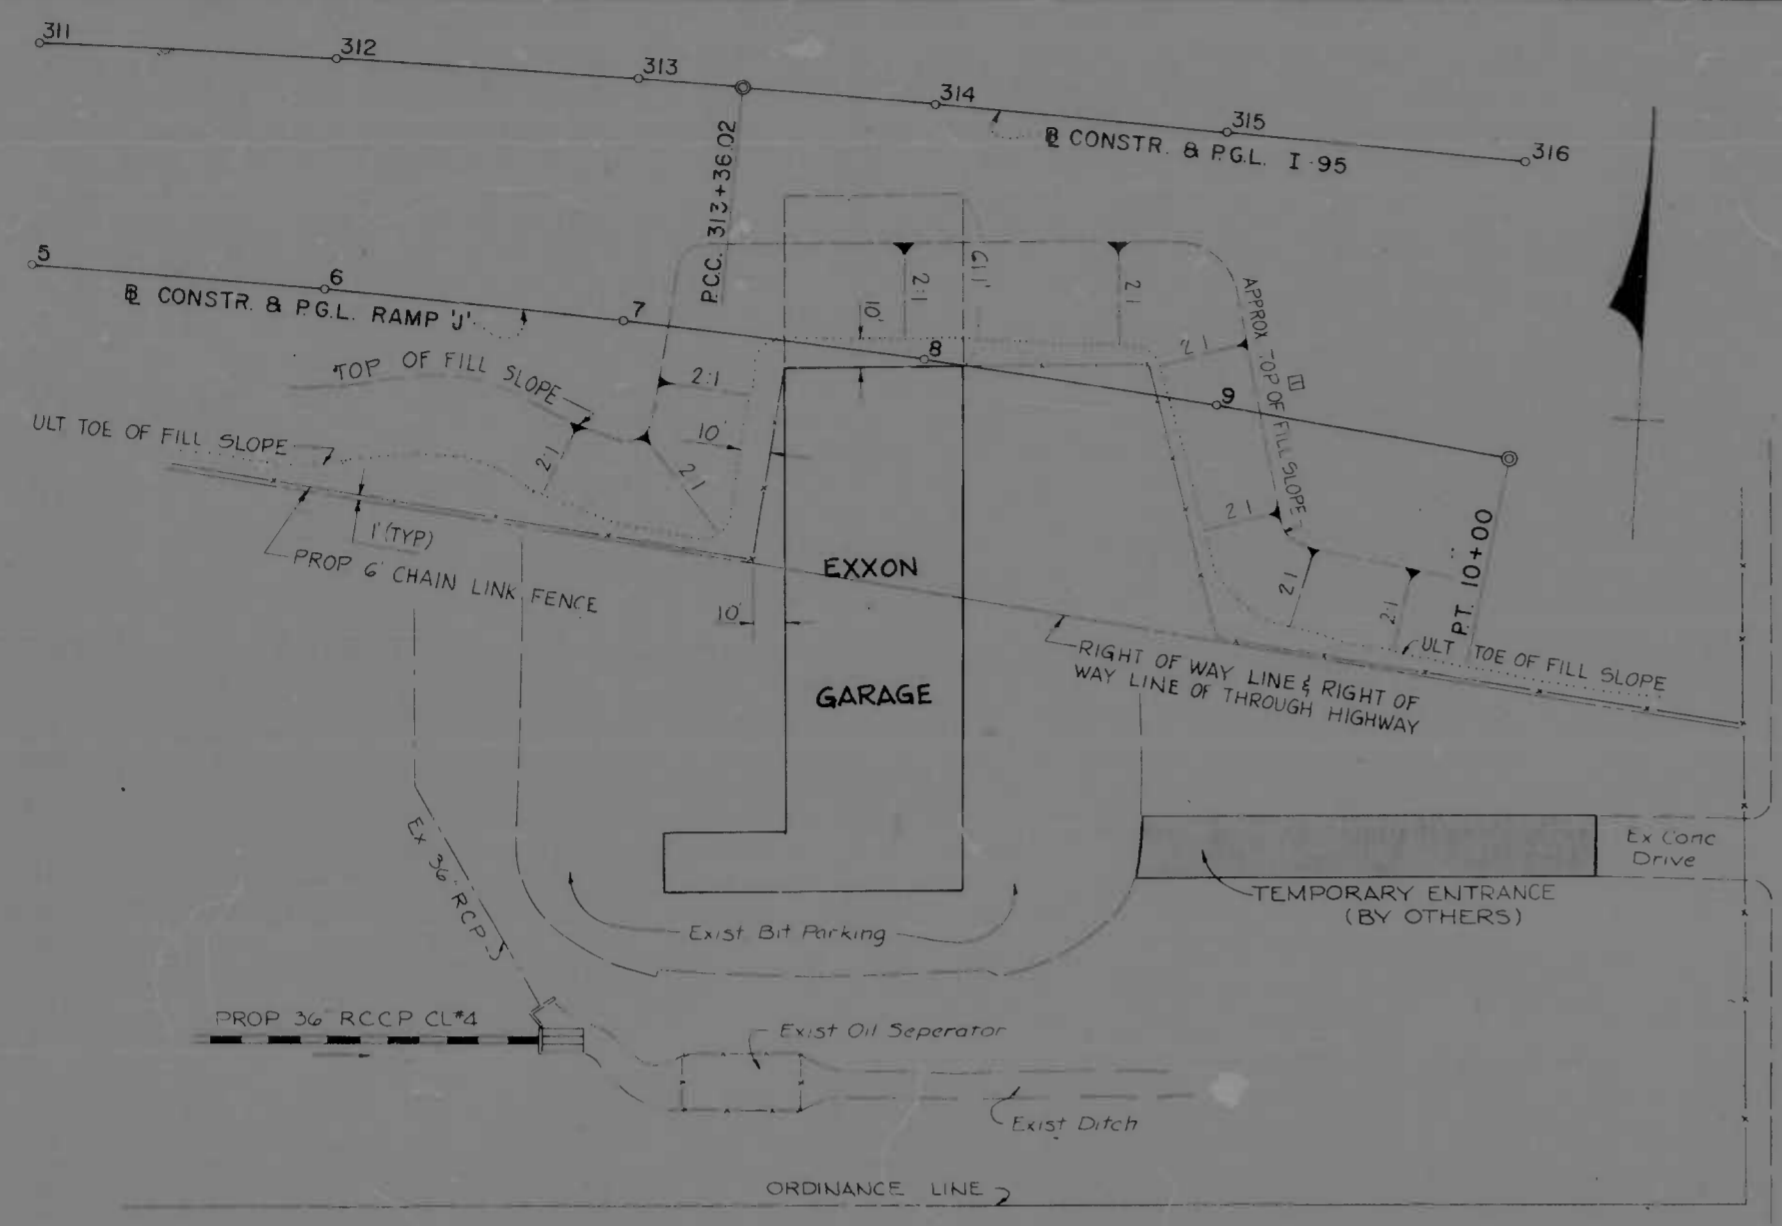 311
312
313
314
315
316
℄ CONSTR. & P.G.L. I-95
P.C.C. 313+36.02
5
6
7
8
9
℄ CONSTR. & P.G.L. RAMP 'J'
TOP OF FILL SLOPE
ULT TOE OF FILL SLOPE
1' (TYP)
PROP 6' CHAIN LINK FENCE
2:1
2:1
2:1
10'
10'
2:1
2:1
2:1
2:1
2:1
2:1
10'
APPROX TOP OF FILL SLOPE
P.T. 10+00
EXXON
GARAGE
ULT TOE OF FILL SLOPE
RIGHT OF WAY LINE & RIGHT OF
WAY LINE OF THROUGH HIGHWAY
Ex 36" RCP
Exist Bit Parking
TEMPORARY ENTRANCE
(BY OTHERS)
Ex Conc
Drive
PROP 36" RCCP CL#4
Exist Oil Seperator
Exist Ditch
ORDINANCE LINE